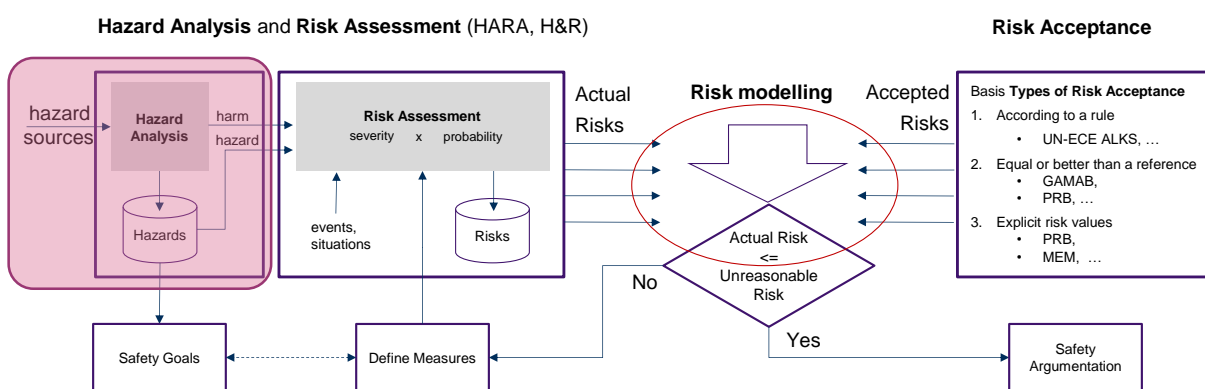 Hazard Analysis and Risk Assessment (HARA, H&R)
Risk Acceptance
hazard
sources
Hazard
Analysis
harm
hazard
Hazards
Risk Assessment
severity x probability
events,
situations
Risks
Actual
Risks
Risk modelling
Accepted
Risks
Actual Risk
<=
Unreasonable
Risk
No
Yes
Basis Types of Risk Acceptance
1. According to a rule
• UN-ECE ALKS, …
2. Equal or better than a reference
• GAMAB,
• PRB, …
3. Explicit risk values
• PRB,
• MEM, …
Safety Goals
Define Measures
Safety
Argumentation